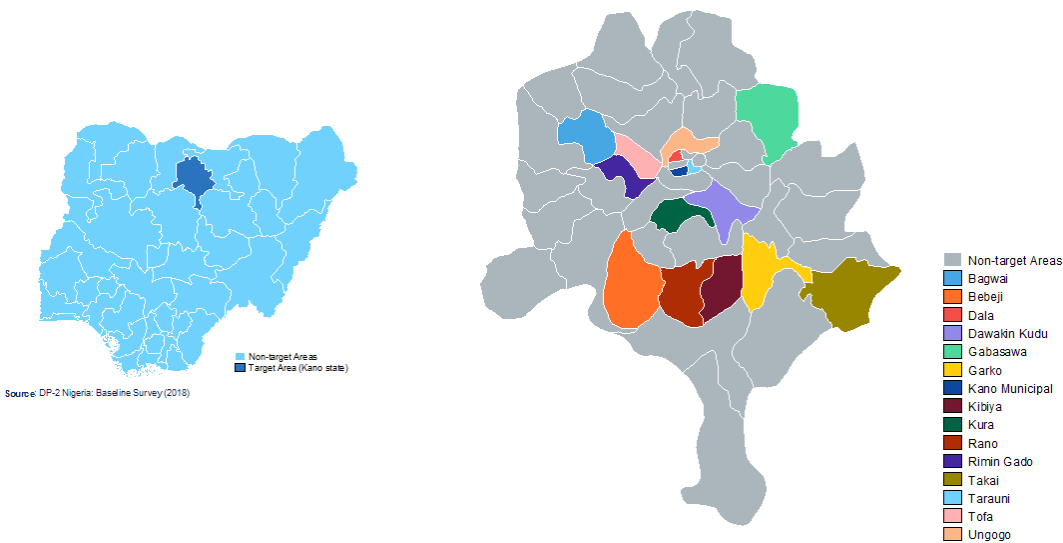 Non-target Areas
Target Area (Kano state)
Source: DP-2 Nigeria: Baseline Survey (2018)
Non-target Areas
Bagwai
Bebeji
Dala
Dawakin Kudu
Gabasawa
Garko
Kano Municipal
Kibiya
Kura
Rano
Rimin Gado
Takai
Tarauni
Tofa
Ungogo